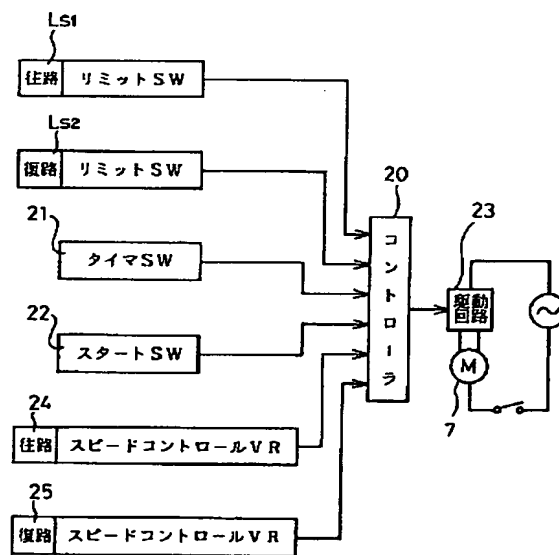 LS1
往路 リミットSW
LS2
復路 リミットSW
21
タイマSW
22
スタートSW
24
往路 スピードコントロールVR
25
復路 スピードコントロールVR
20
コントローラ
23
駆動
回路
M
7